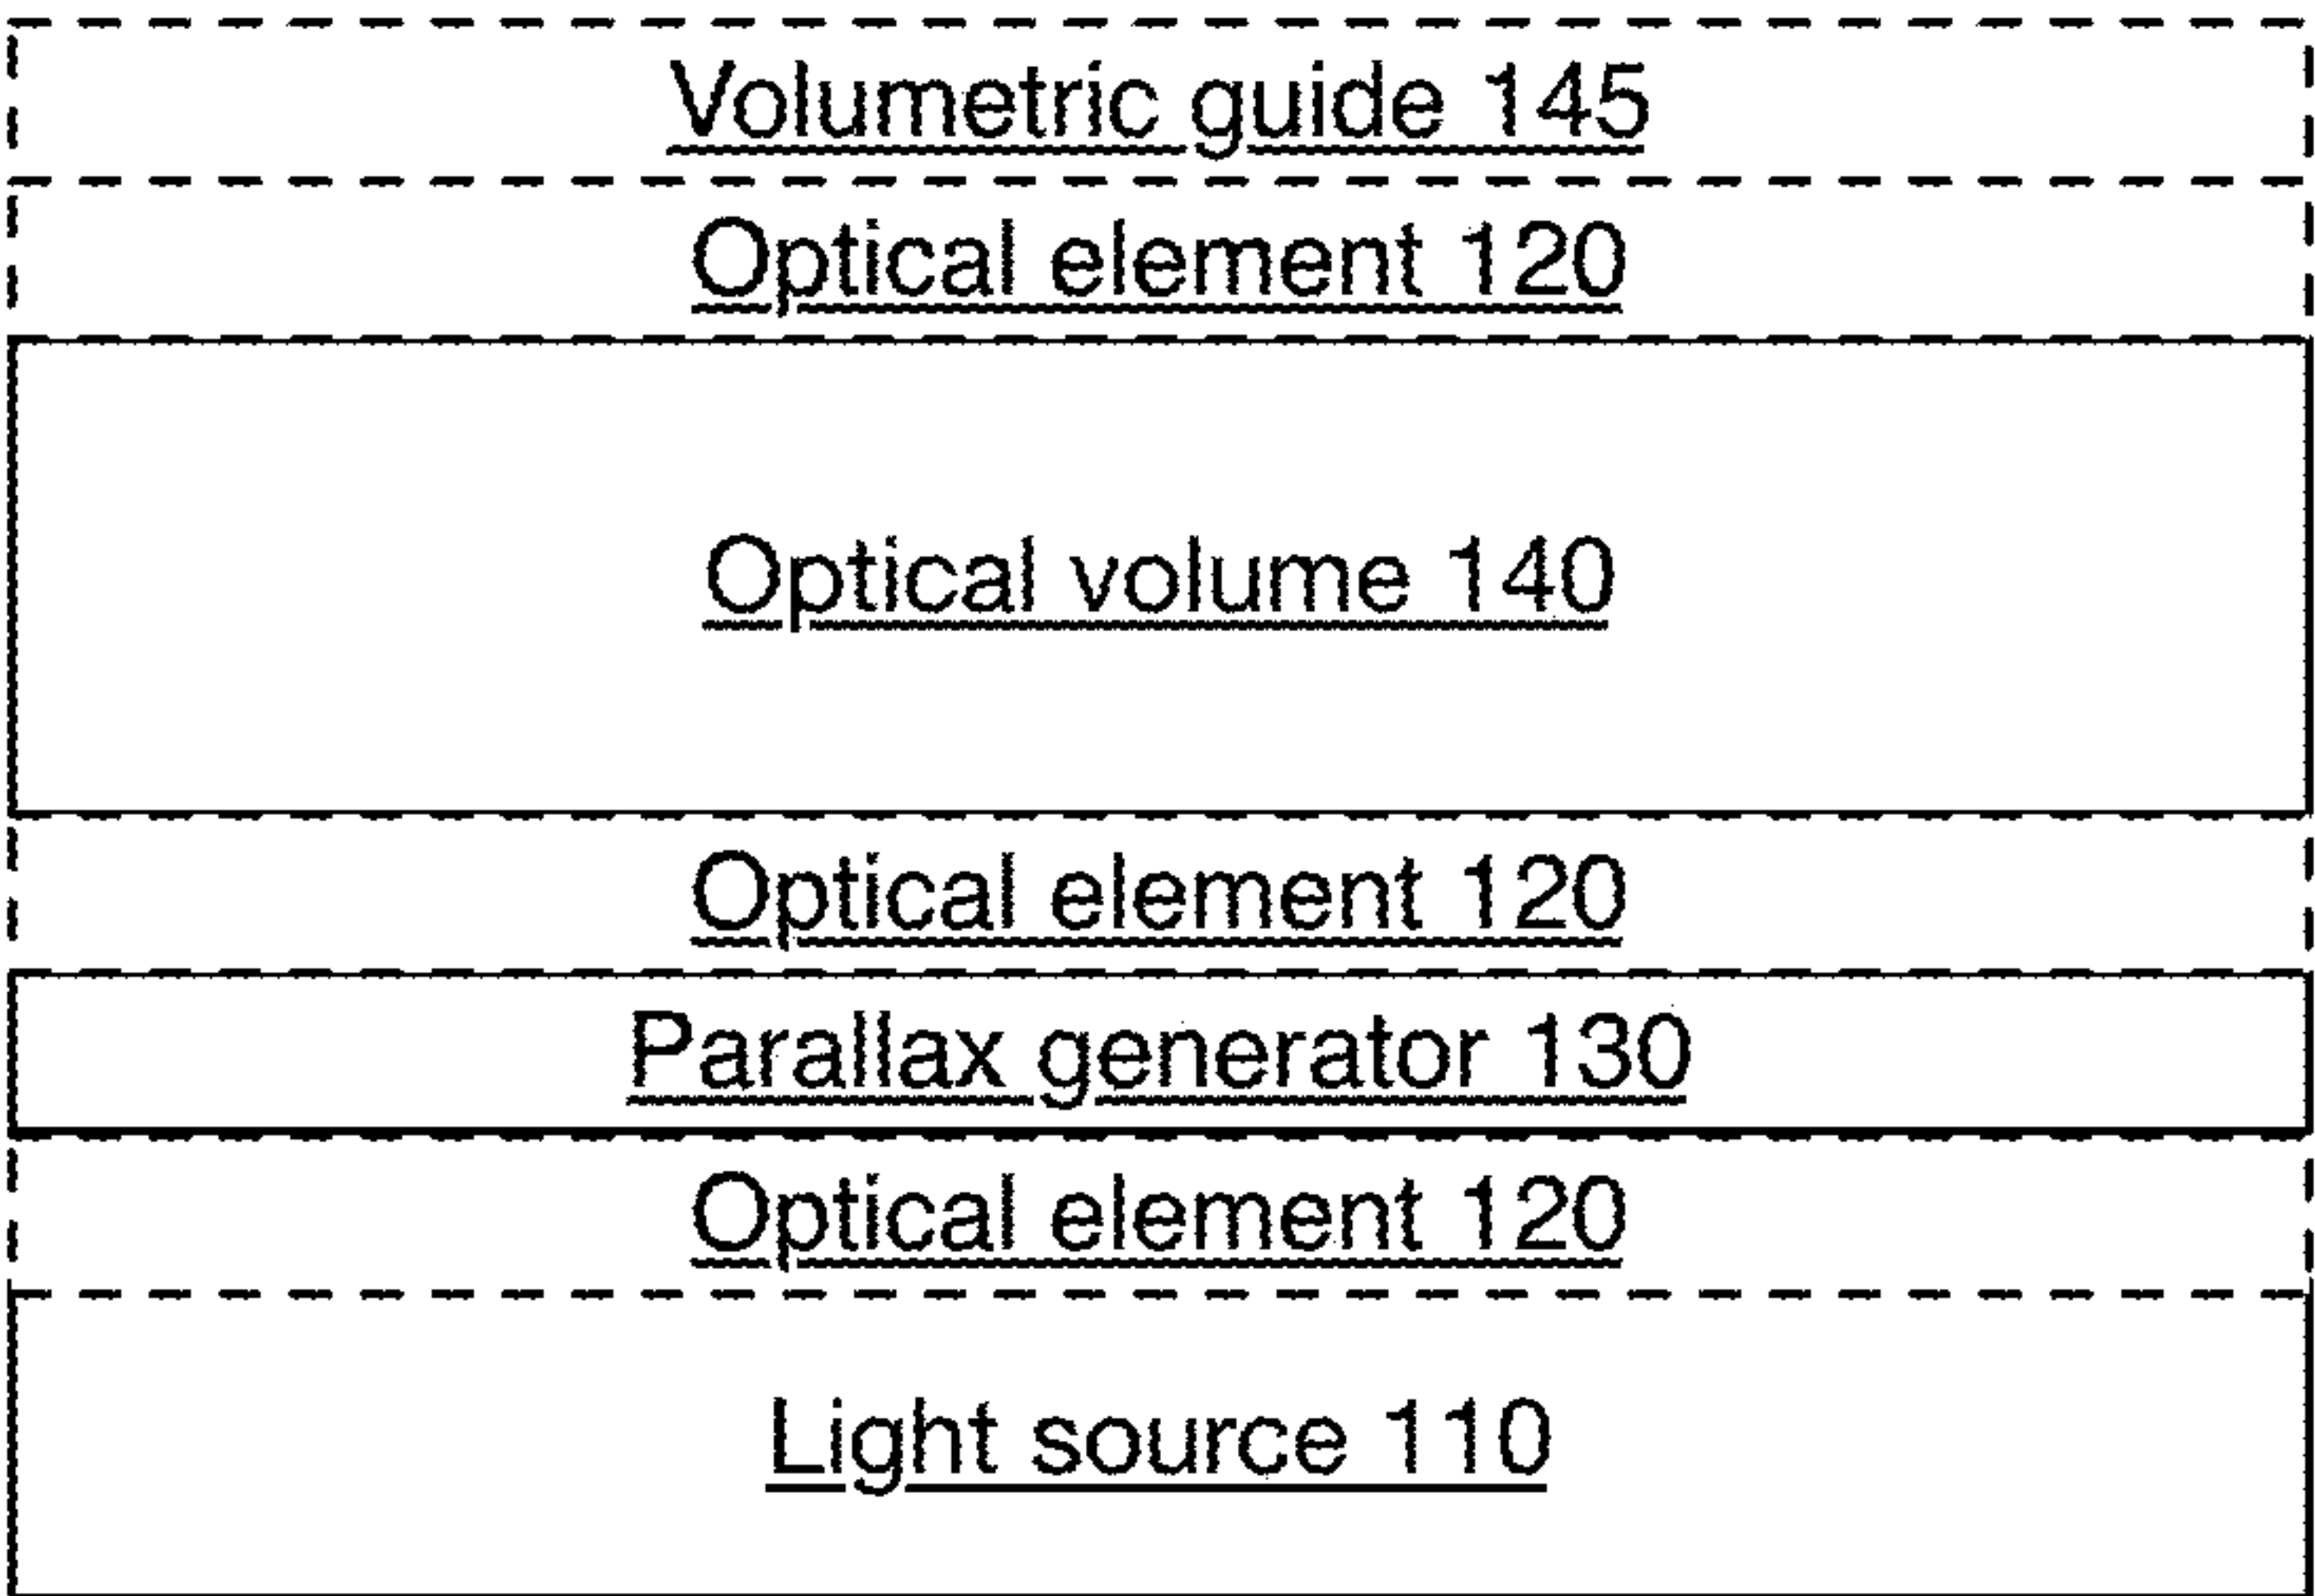 Volumetric guide 145
Optical element 120
Optical volume 140
Optical element 120
Parallax generator 130
Optical element 120
Light source 110